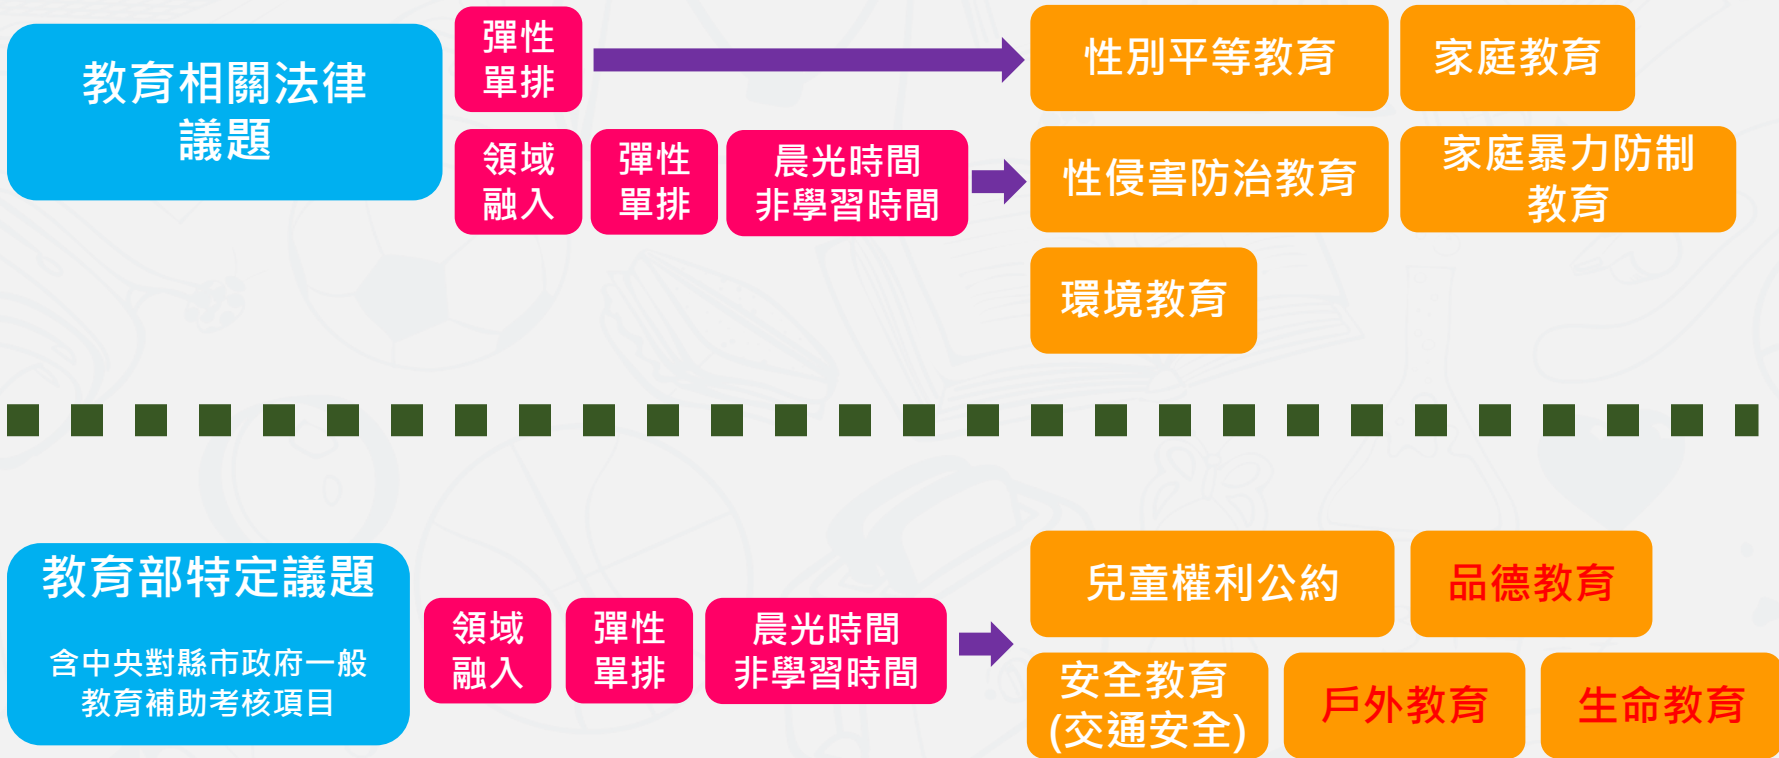 教育相關法律
議題
彈性
單排
性別平等教育
家庭教育
領域
融入
彈性
單排
晨光時間
非學習時間
性侵害防治教育
家庭暴力防制
教育
環境教育
教育部特定議題
含中央對縣市政府一般
教育補助考核項目
領域
融入
彈性
單排
晨光時間
非學習時間
兒童權利公約
品德教育
安全教育
(交通安全)
戶外教育
生命教育